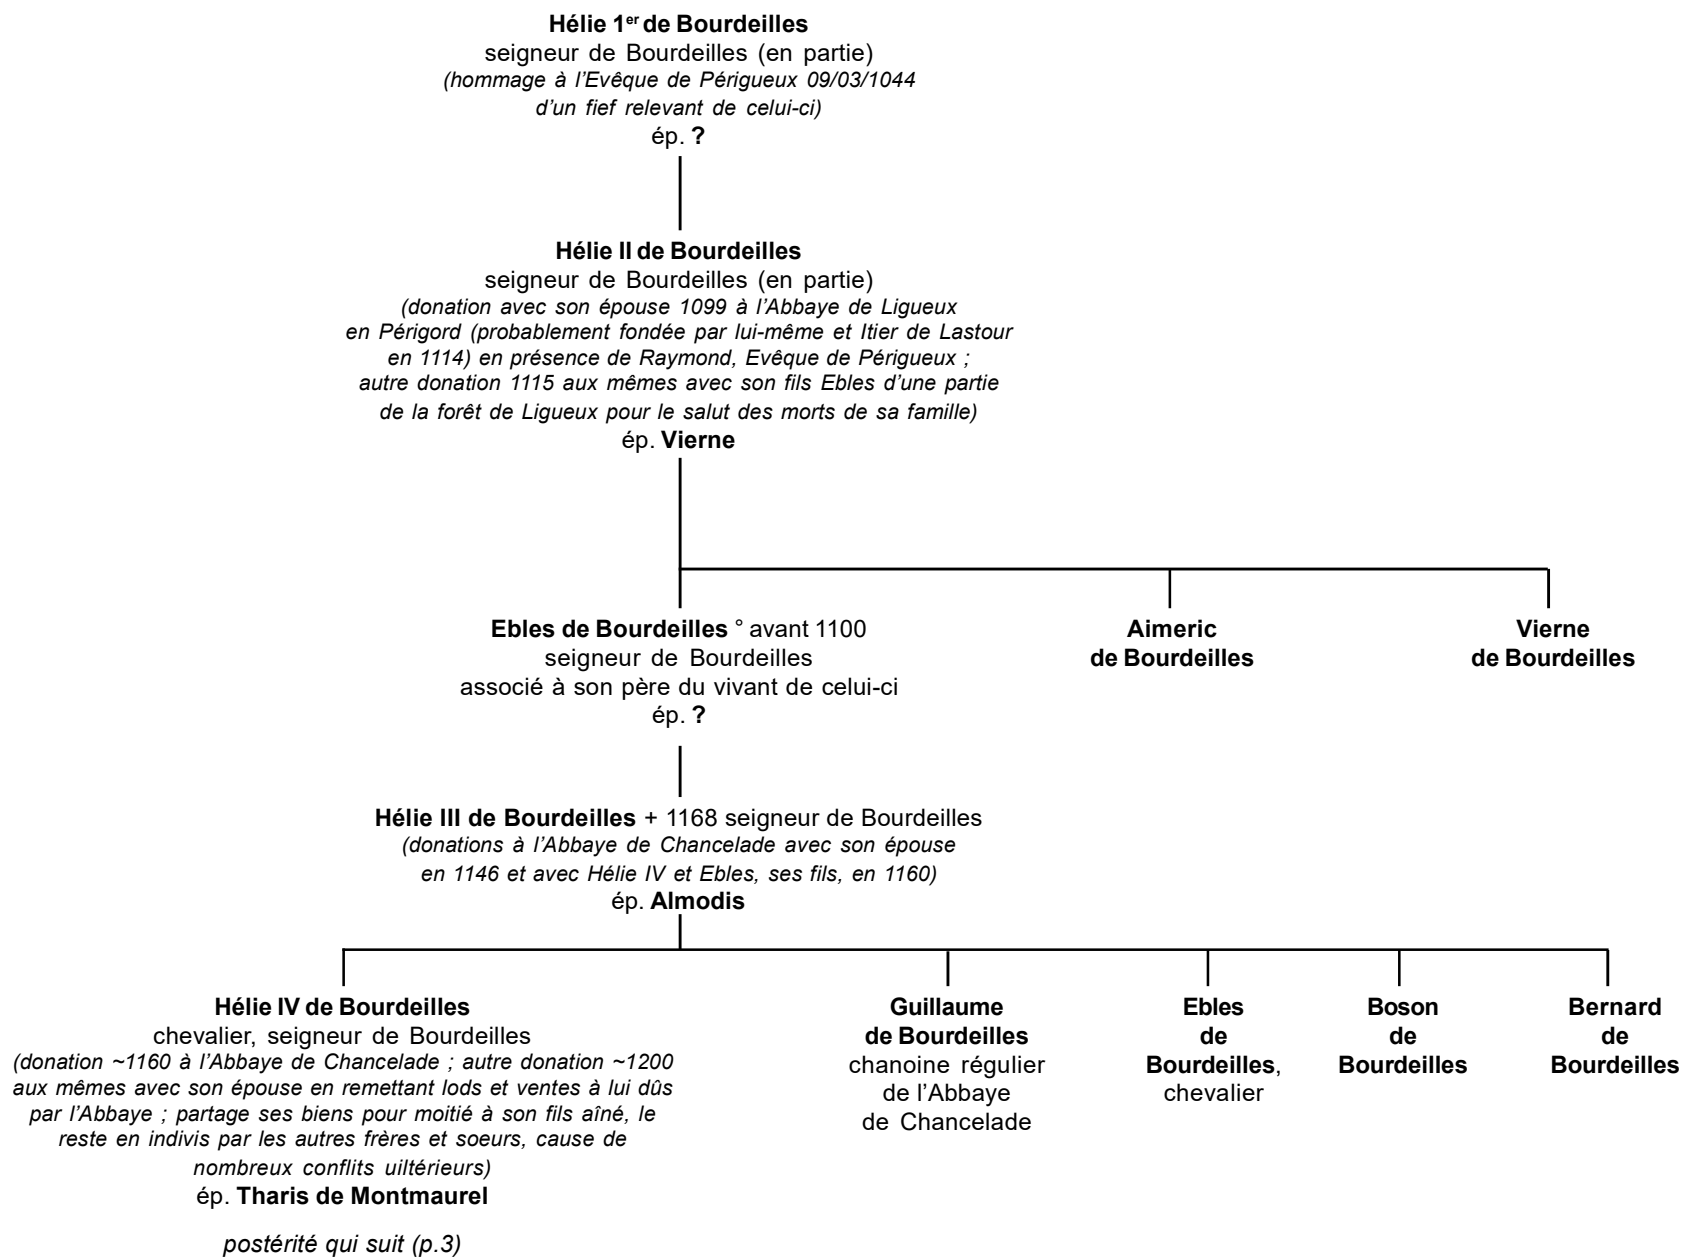 Hélie 1er de Bourdeilles
seigneur de Bourdeilles (en partie)
(hommage à l'Evêque de Périgueux 09/03/1044
d'un fief relevant de celui-ci)
ép. ?
Hélie II de Bourdeilles
seigneur de Bourdeilles (en partie)
(donation avec son épouse 1099 à l'Abbaye de Ligueux
en Périgord (probablement fondée par lui-même et Itier de Lastour
en 1114) en présence de Raymond, Evêque de Périgueux ;
autre donation 1115 aux mêmes avec son fils Ebles d'une partie
de la forêt de Ligueux pour le salut des morts de sa famille)
ép. Vierne
Ebles de Bourdeilles ° avant 1100
seigneur de Bourdeilles
associé à son père du vivant de celui-ci
ép. ?
Aimeric
de Bourdeilles
Vierne
de Bourdeilles
Hélie III de Bourdeilles + 1168 seigneur de Bourdeilles
(donations à l'Abbaye de Chancelade avec son épouse
en 1146 et avec Hélie IV et Ebles, ses fils, en 1160)
ép. Almodis
Hélie IV de Bourdeilles
chevalier, seigneur de Bourdeilles
(donation ~1160 à l'Abbaye de Chancelade ; autre donation ~1200
aux mêmes avec son épouse en remettant lods et ventes à lui dûs
par l'Abbaye ; partage ses biens pour moitié à son fils aîné, le
reste en indivis par les autres frères et soeurs, cause de
nombreux conflits uiltérieurs)
ép. Tharis de Montmaurel
postérité qui suit (p.3)
Guillaume
de Bourdeilles
chanoine régulier
de l'Abbaye
de Chancelade
Ebles
de
Bourdeilles,
chevalier
Boson
de
Bourdeilles
Bernard
de
Bourdeilles